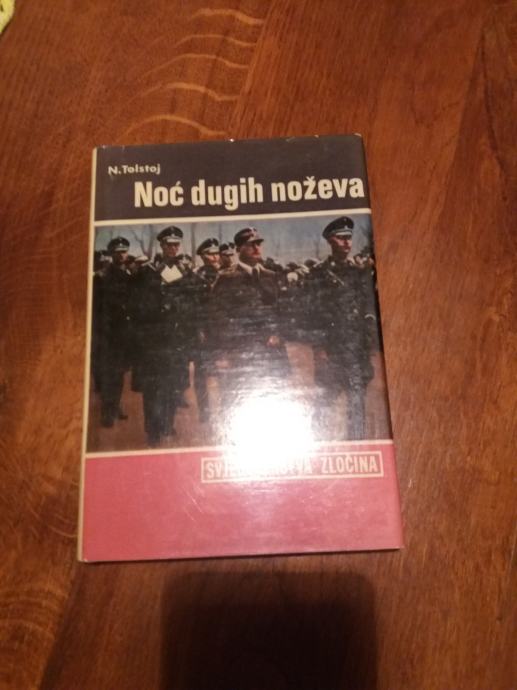 N.Tolstoj
Noć dugih noževa
ZLOČINA